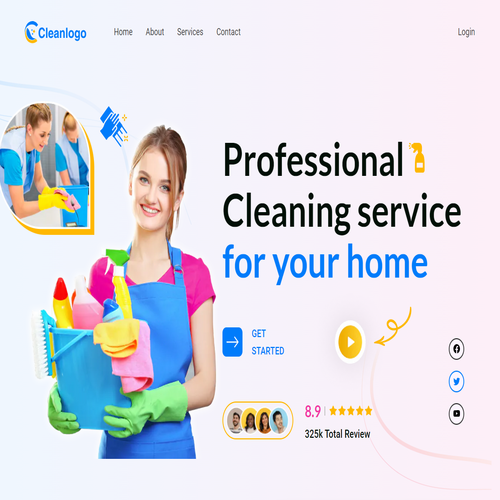 Cleanlogo
Home About Services Contact Login
Professional
Cleaning service
for your home
GET
STARTED
8.9
325k Total Review